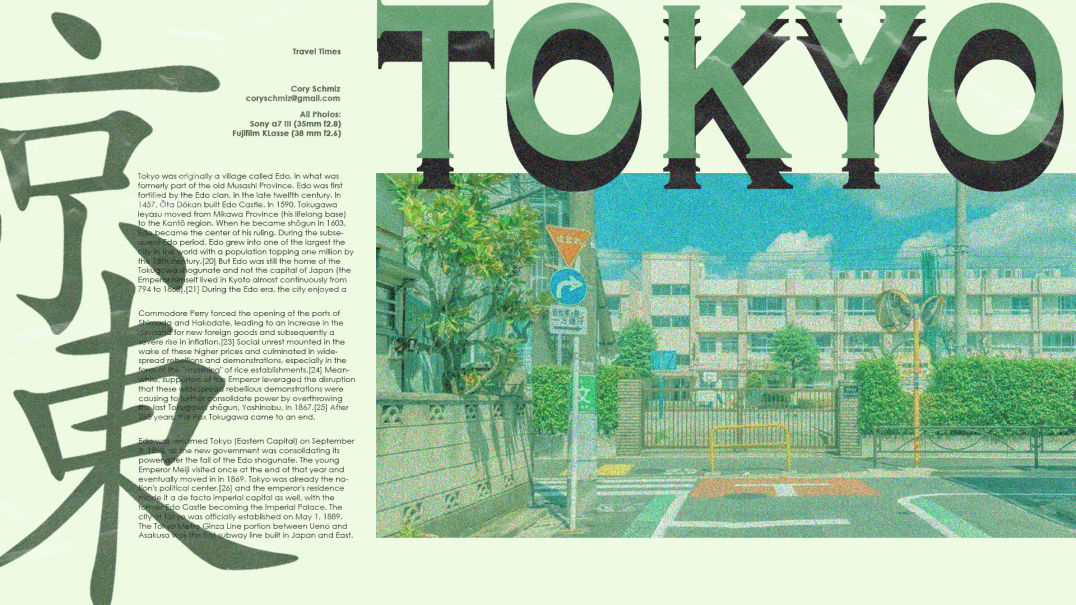 京
東
Travel Times
Cory Schmiz
coryschmiz@gmail.com
All Photos:
Sony a7 III (35mm f2.8)
Fujifilm KLasse (38 mm f2.6)
TOKYO
Tokyo was originally a village called Edo, in what was
formerly part of the old Musashi Province. Edo was first
fortified by the Edo clan, in the late twelfth century. In
1457, Ōta Dōkan built Edo Castle. In 1590, Tokugawa
Ieyasu moved from Mikawa Province (his lifelong base)
to the Kantō region. When he became shōgun in 1603,
Edo became the center of his ruling. During the subse-
quent Edo period, Edo grew into one of the largest the
city in the world with a population topping one million by
the 18th century.[20] But Edo was still the home of the
Tokugawa shogunate and not the capital of Japan (the
Emperor himself lived in Kyoto almost continuously from
794 to 1868).[21] During the Edo era, the city enjoyed a
Commodore Perry forced the opening of the ports of
Shimoda and Hakodate, leading to an increase in the
demand for new foreign goods and subsequently a
severe rise in inflation.[23] Social unrest mounted in the
wake of these higher prices and culminated in wide-
spread rebellions and demonstrations, especially in the
form of the "smashing" of rice establishments.[24] Mean-
while, supporters of the Emperor leveraged the disruption
that these widespread rebellious demonstrations were
causing to further consolidate power by overthrowing
the last Tokugawa shōgun, Yoshinobu, in 1867.[25] After
265 years, the Pax Tokugawa came to an end.
Edo was renamed Tokyo (Eastern Capital) on September
3, 1868, as the new government was consolidating its
power after the fall of the Edo shogunate. The young
Emperor Meiji visited once at the end of that year and
eventually moved in in 1869. Tokyo was already the na-
tion's political center,[26] and the emperor's residence
made it a de facto imperial capital as well, with the
former Edo Castle becoming the Imperial Palace. The
city of Tokyo was officially established on May 1, 1889.
The Tokyo Metro Ginza Line portion between Ueno and
Asakusa was the first subway line built in Japan and East.
文